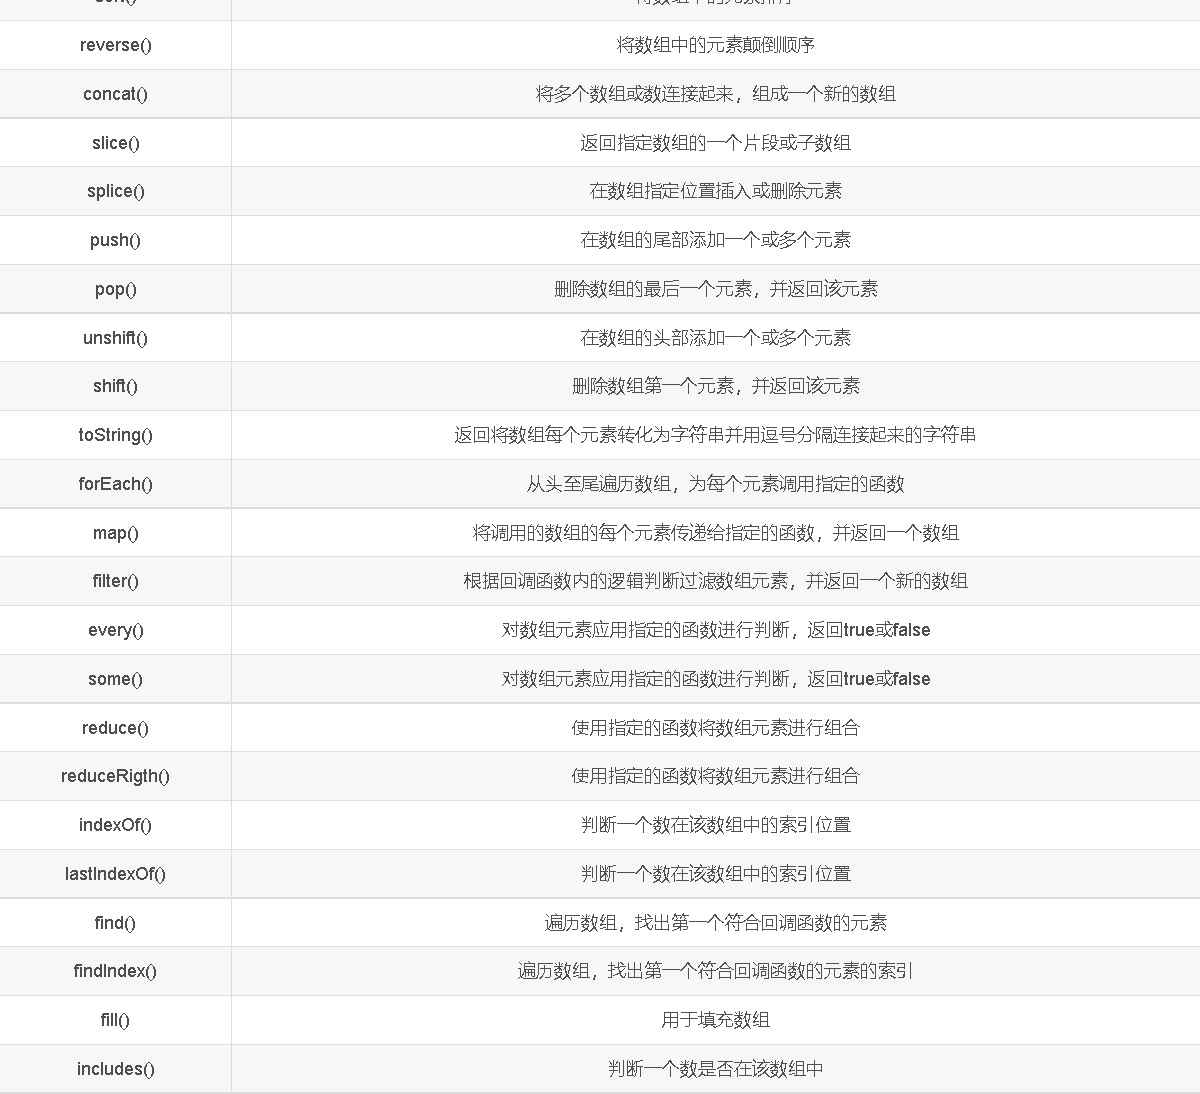 reverse() 将数组中的元素颠倒顺序
concat() 将多个数组或数连接起来，组成一个新的数组
slice() 返回指定数组的一个片段或子数组
splice() 在数组指定位置插入或删除元素
push() 在数组的尾部添加一个或多个元素
pop() 删除数组的最后一个元素，并返回该元素
unshift() 在数组的头部添加一个或多个元素
shift() 删除数组第一个元素，并返回该元素
toString() 返回将数组每个元素转化为字符串并用逗号分隔连接起来的字符串
forEach() 从头至尾遍历数组，为每个元素调用指定的函数
map() 将调用的数组的每个元素传递给指定的函数，并返回一个数组
filter() 根据回调函数内的逻辑判断过滤数组元素，并返回一个新的数组
every() 对数组元素应用指定的函数进行判断，返回true或false
some() 对数组元素应用指定的函数进行判断，返回true或false
reduce() 使用指定的函数将数组元素进行组合
reduceRigth() 使用指定的函数将数组元素进行组合
indexOf() 判断一个数在该数组中的索引位置
lastIndexOf() 判断一个数在该数组中的索引位置
find() 遍历数组，找出第一个符合回调函数的元素
findIndex() 遍历数组，找出第一个符合回调函数的元素的索引
fill() 用于填充数组
includes() 判断一个数是否在该数组中